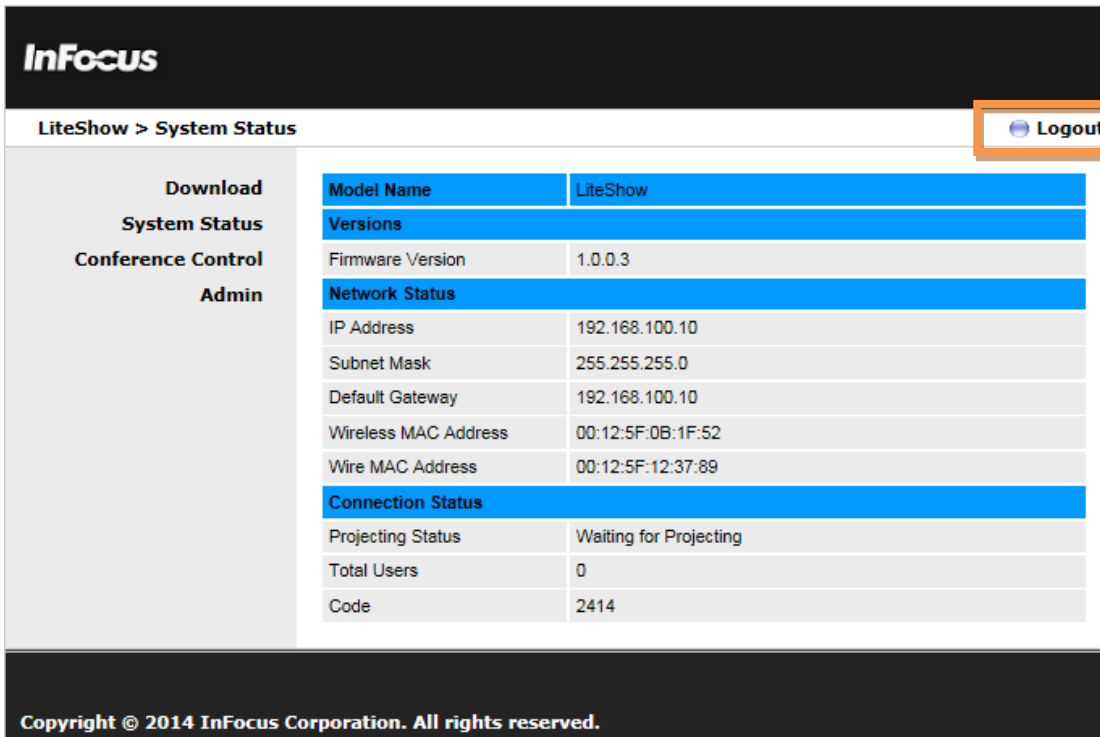 InFocus
LiteShow > System Status
Logout
Download
System Status
Conference Control
Admin
Model Name LiteShow
Versions
Firmware Version 1.0.0.3
Network Status
IP Address 192.168.100.10
Subnet Mask 255.255.255.0
Default Gateway 192.168.100.10
Wireless MAC Address 00:12:5F:0B:1F:52
Wire MAC Address 00:12:5F:12:37:89
Connection Status
Projecting Status Waiting for Projecting
Total Users 0
Code 2414
Copyright © 2014 InFocus Corporation. All rights reserved.